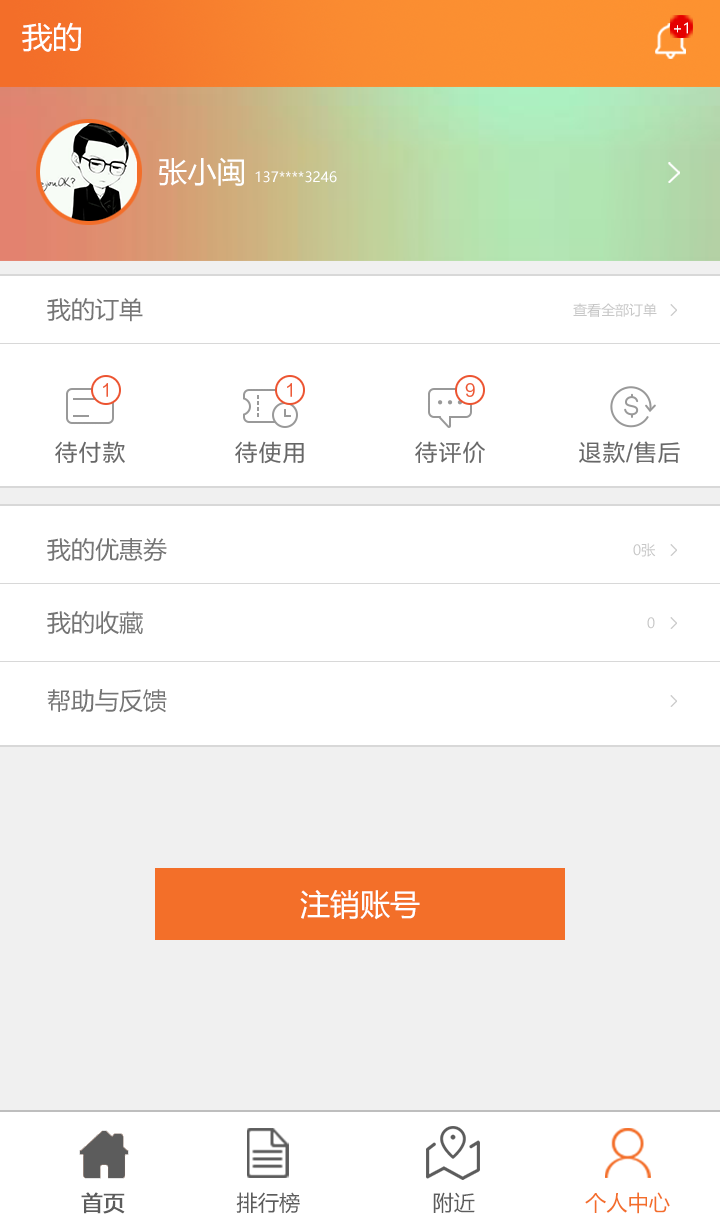 我的
+1
you OK?
张小闽 137****3246
我的订单 查看全部订单
1 1 9
待付款 待使用 待评价 退款/售后
我的优惠券 0张
我的收藏 0
帮助与反馈
注销账号
首页 排行榜 附近 个人中心